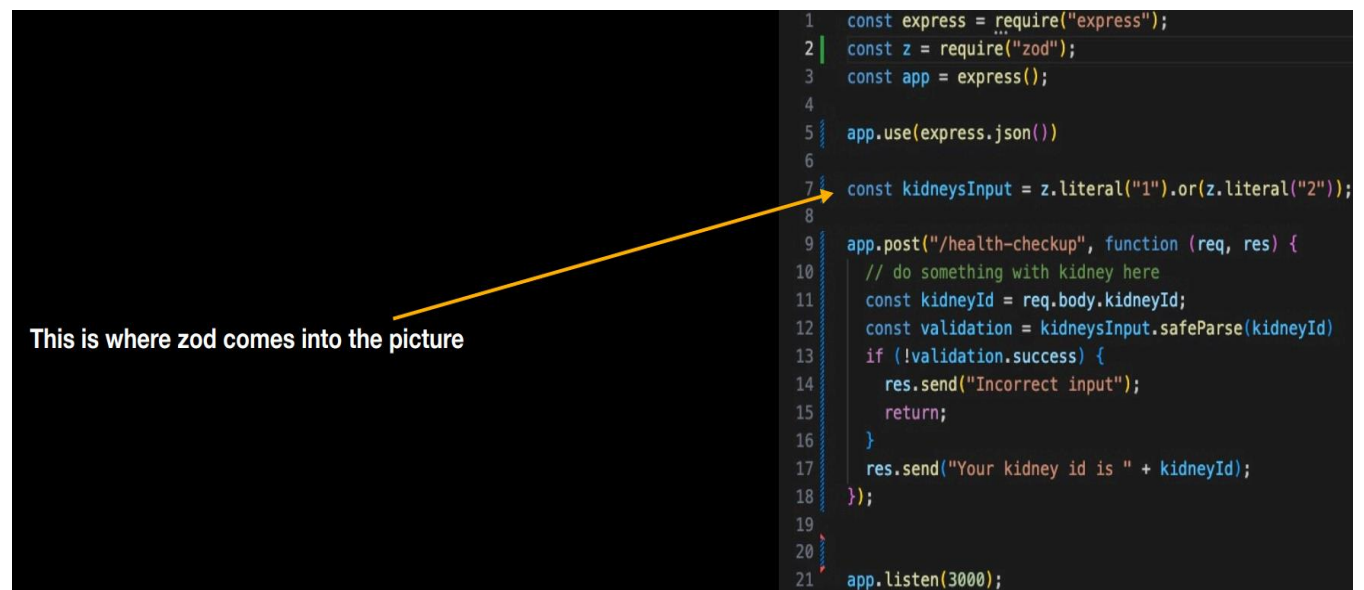 This is where zod comes into the picture
1 const express = require("express");
2 const z = require("zod");
3 const app = express();
4
5 app.use(express.json())
6
7 const kidneysInput = z.literal("1").or(z.literal("2"));
8
9 app.post("/health-checkup", function (req, res) {
10 // do something with kidney here
11 const kidneyId = req.body.kidneyId;
12 const validation = kidneysInput.safeParse(kidneyId)
13 if (!validation.success) {
14 res.send("Incorrect input");
15 return;
16 }
17 res.send("Your kidney id is " + kidneyId);
18 });
19
20
21 app.listen(3000);